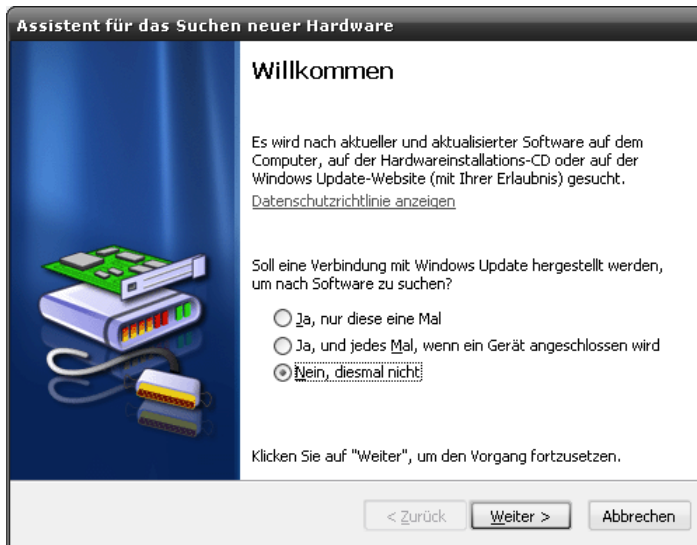 Assistent für das Suchen neuer Hardware
Willkommen
Es wird nach aktueller und aktualisierter Software auf dem
Computer, auf der Hardwareinstallations-CD oder auf der
Windows Update-Website (mit Ihrer Erlaubnis) gesucht.
Datenschutzrichtlinie anzeigen
Soll eine Verbindung mit Windows Update hergestellt werden,
um nach Software zu suchen?
Ja, nur diese eine Mal
Ja, und jedes Mal, wenn ein Gerät angeschlossen wird
Nein, diesmal nicht
Klicken Sie auf "Weiter", um den Vorgang fortzusetzen.
< Zurück Weiter > Abbrechen